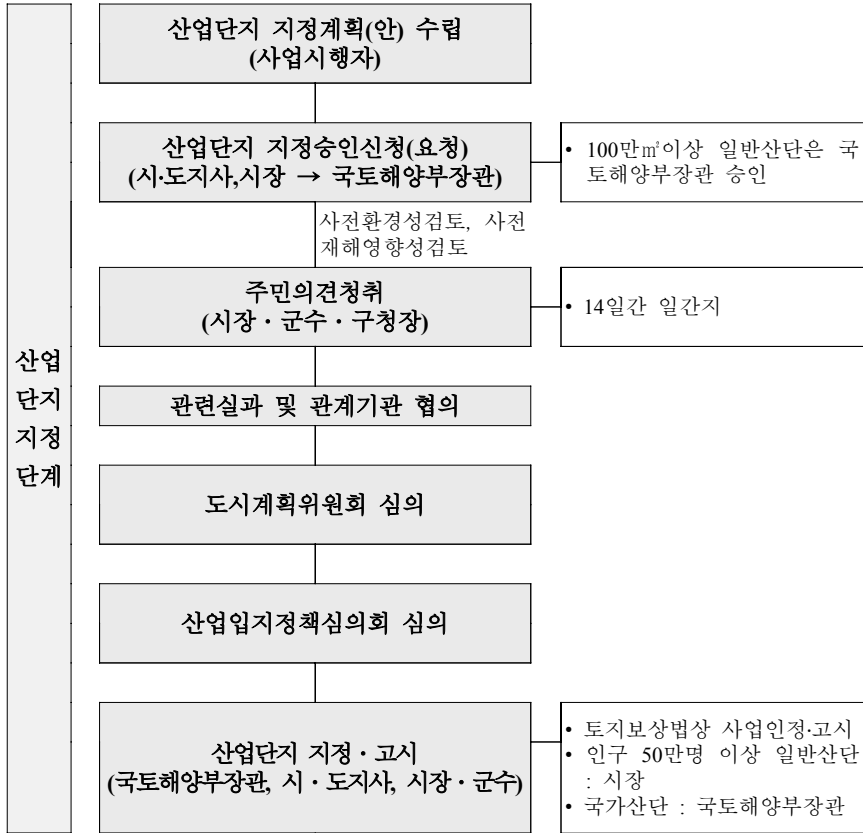 산업
단지
지정
단계
산업단지 지정계획(안) 수립
(사업시행자)
산업단지 지정승인신청(요청)
(시·도지사,시장 → 국토해양부장관)
• 100만㎡이상 일반산단은 국
토해양부장관 승인
사전환경성검토, 사전
재해영향성검토
주민의견청취
(시장·군수·구청장)
• 14일간 일간지
관련실과 및 관계기관 협의
도시계획위원회 심의
산업입지정책심의회 심의
산업단지 지정·고시
(국토해양부장관, 시·도지사, 시장·군수)
• 토지보상법상 사업인정·고시
• 인구 50만명 이상 일반산단
: 시장
• 국가산단 : 국토해양부장관